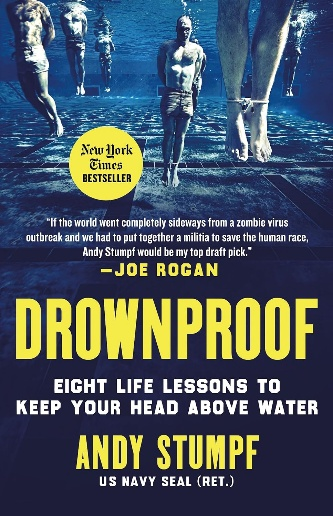 New York
Times
BESTSELLER
“If the world went completely sideways from a zombie virus
outbreak and we had to put together a militia to save the human race,
Andy Stumpf would be my top draft pick.”
—JOE ROGAN
DROWNPROOF
EIGHT LIFE LESSONS TO
KEEP YOUR HEAD ABOVE WATER
ANDY STUMPF
US NAVY SEAL (RET.)